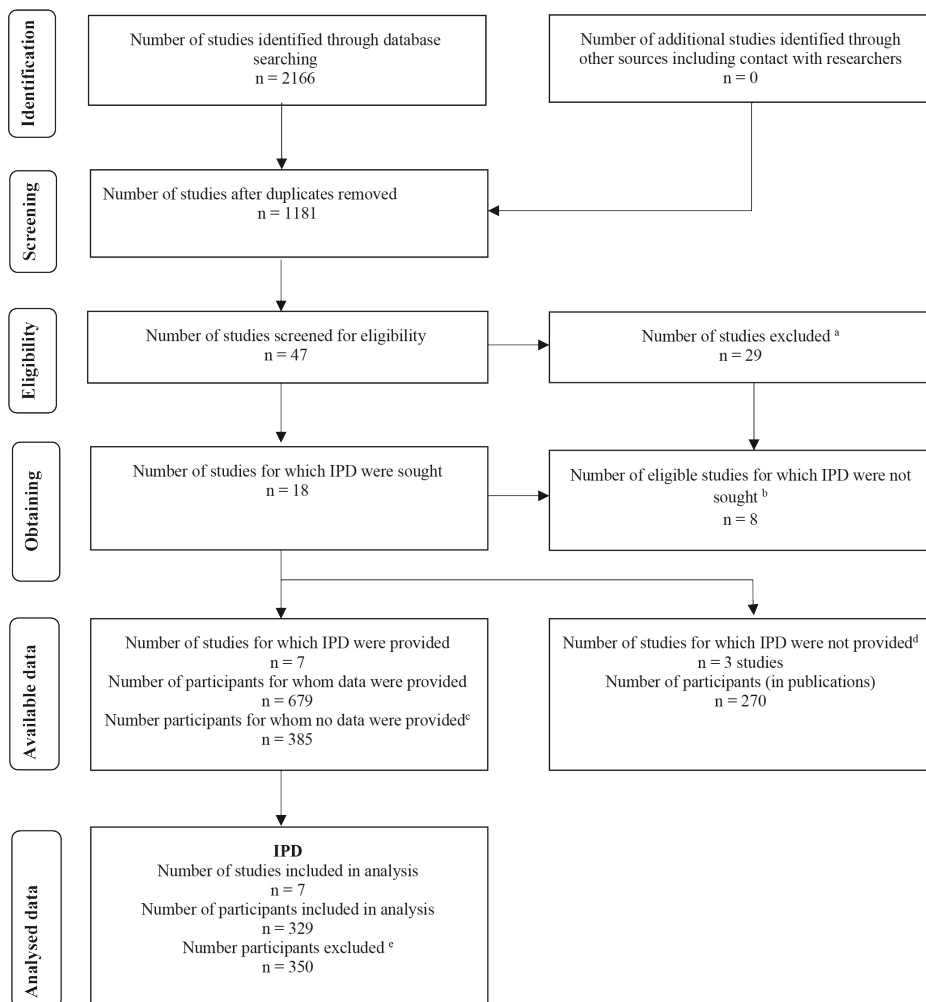 Identification
Number of studies identified through database
searching
n = 2166
Number of additional studies identified through
other sources including contact with researchers
n = 0
Screening
Number of studies after duplicates removed
n = 1181
Eligibility
Number of studies screened for eligibility
n = 47
Number of studies excluded a
n = 29
Obtaining
Number of studies for which IPD were sought
n = 18
Number of eligible studies for which IPD were not
sought b
n = 8
Available data
Number of studies for which IPD were provided
n = 7
Number of participants for whom data were provided
n = 679
Number participants for whom no data were provided c
n = 385
Number of studies for which IPD were not provided d
n = 3 studies
Number of participants (in publications)
n = 270
Analysed data
IPD
Number of studies included in analysis
n = 7
Number of participants included in analysis
n = 329
Number participants excluded e
n = 350